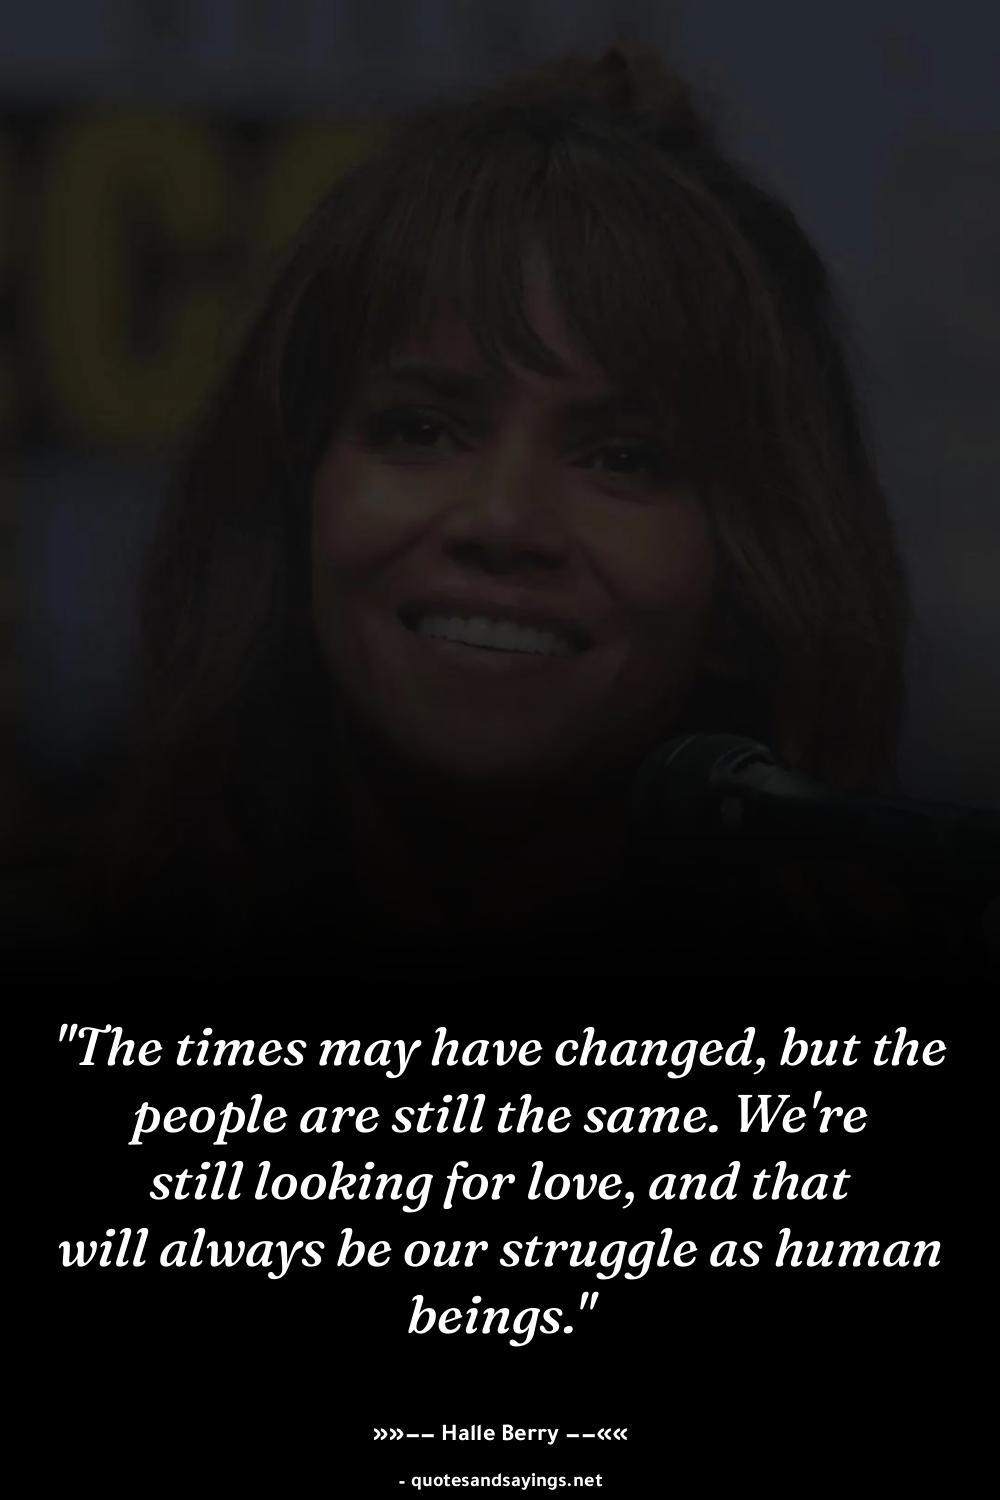 "The times may have changed, but the
people are still the same. We're
still looking for love, and that
will always be our struggle as human
beings."
»»–– Halle Berry ––««
- quotesandsayings.net